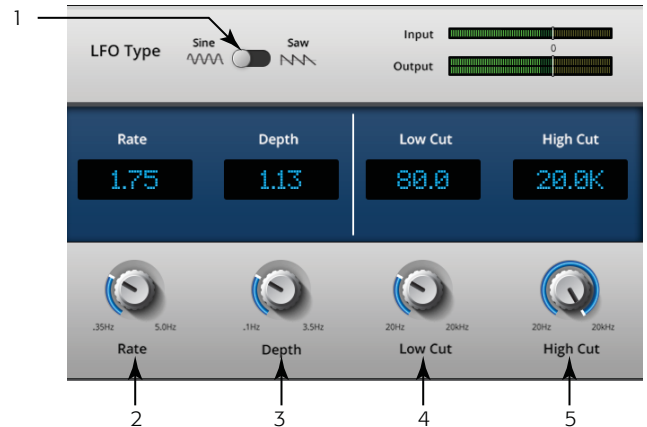 1
LFO Type
Sine
Saw
Input
0
Output
Rate
Depth
Low Cut
High Cut
1.75
1.13
80.0
20.0K
.35Hz
5.0Hz
.1Hz
3.5Hz
20Hz
20kHz
20Hz
20kHz
Rate
Depth
Low Cut
High Cut
2
3
4
5